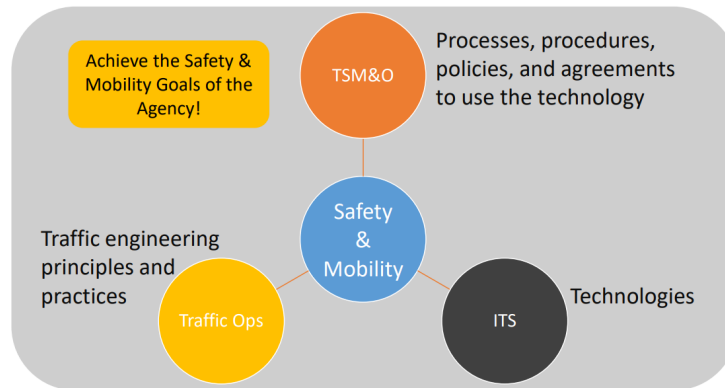 Achieve the Safety &
Mobility Goals of the
Agency!
TSM&O
Processes, procedures,
policies, and agreements
to use the technology
Safety
&
Mobility
Traffic engineering
principles and
practices
Traffic Ops
ITS
Technologies